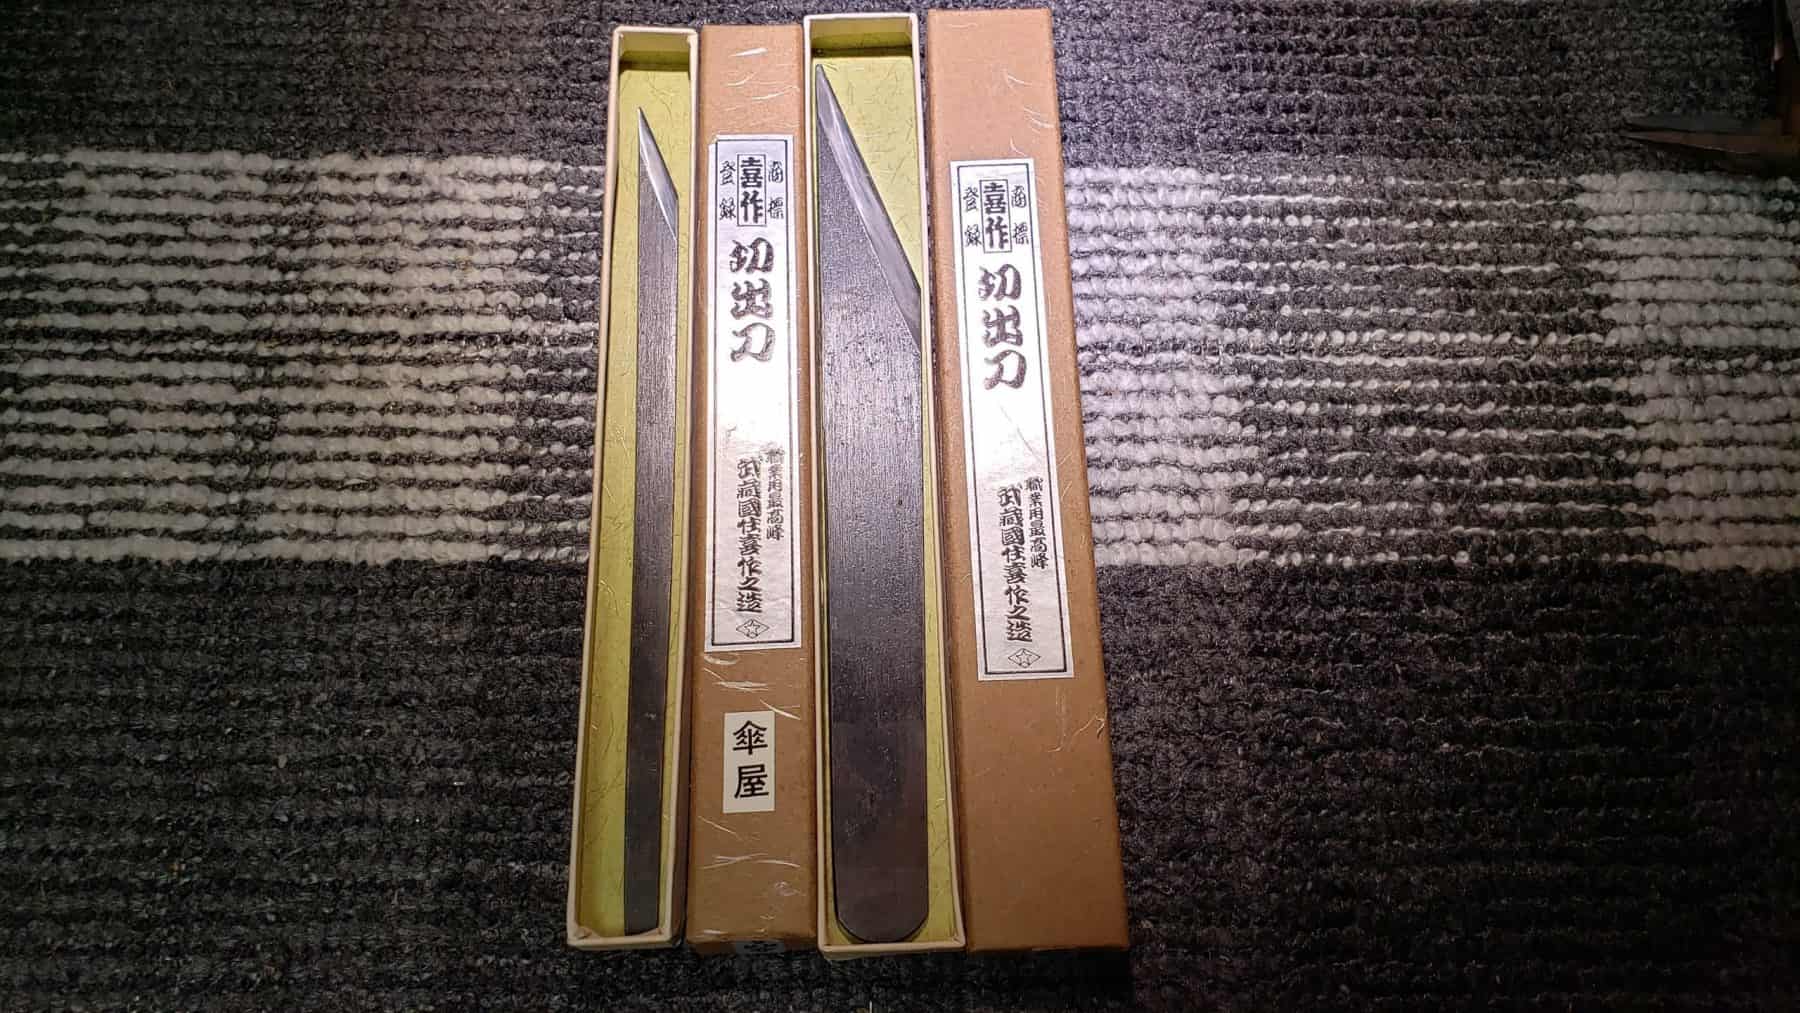 商標
喜作
登録
切出刀
職業用最高峰
武蔵國住喜作之造
傘屋
商標
喜作
登録
切出刀
職業用最高峰
武蔵國住喜作之造